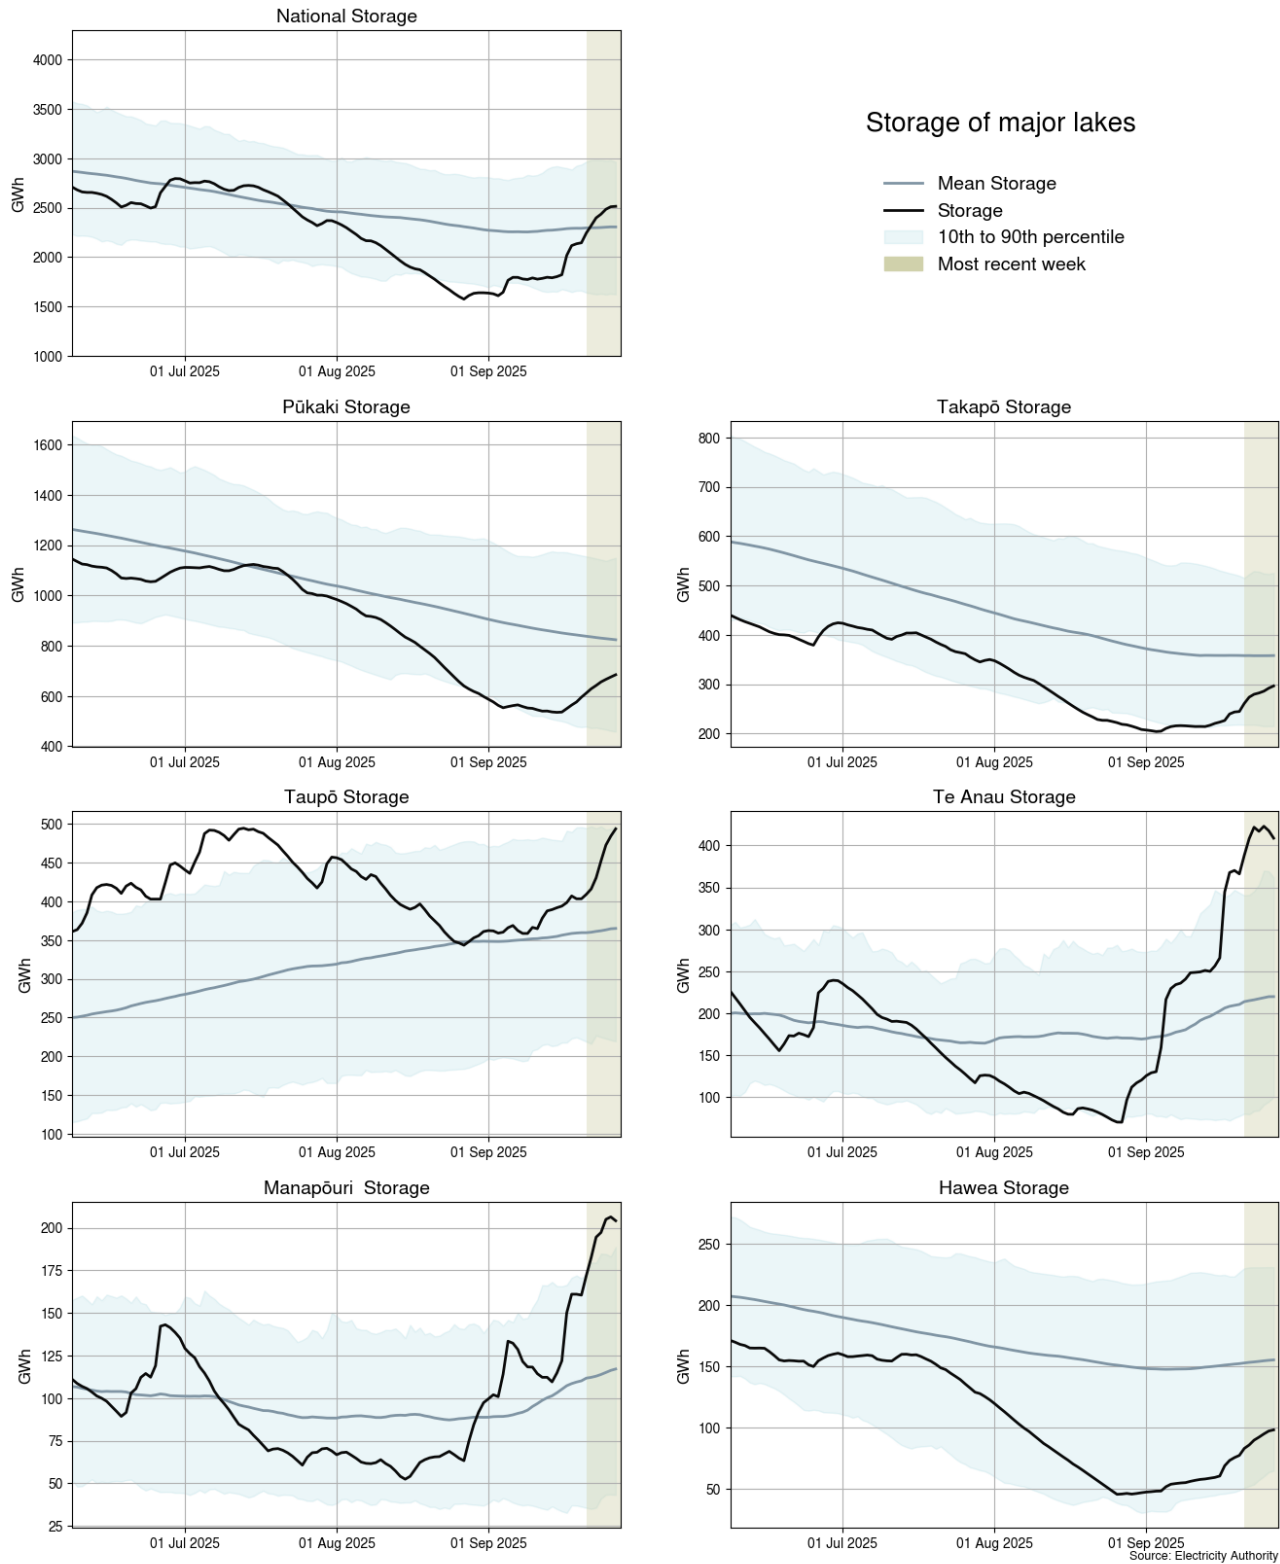 National Storage
4000
3500
3000
2500
2000
1500
1000
GWh
01 Jul 2025 01 Aug 2025 01 Sep 2025
Storage of major lakes
Mean Storage
Storage
10th to 90th percentile
Most recent week
Pūkaki Storage
1600
1400
1200
1000
800
600
400
GWh
01 Jul 2025 01 Aug 2025 01 Sep 2025
Takapō Storage
800
700
600
500
400
300
200
GWh
01 Jul 2025 01 Aug 2025 01 Sep 2025
Taupō Storage
500
450
400
350
300
250
200
150
100
GWh
01 Jul 2025 01 Aug 2025 01 Sep 2025
Te Anau Storage
400
350
300
250
200
150
100
GWh
01 Jul 2025 01 Aug 2025 01 Sep 2025
Manapōuri  Storage
200
175
150
125
100
75
50
25
GWh
01 Jul 2025 01 Aug 2025 01 Sep 2025
Hawea Storage
250
200
150
100
50
GWh
01 Jul 2025 01 Aug 2025 01 Sep 2025
Source: Electricity Authority